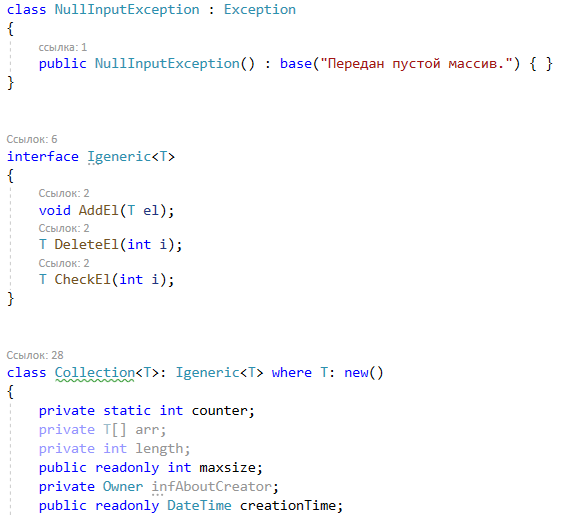 class NullInputException : Exception
{
ссылка: 1
public NullInputException() : base("Передан пустой массив.") { }
}
Ссылок: 6
interface Igeneric<T>
{
Ссылок: 2
void AddEl(T el);
Ссылок: 2
T DeleteEl(int i);
Ссылок: 2
T CheckEl(int i);
}
Ссылок: 28
class Collection<T>: Igeneric<T> where T: new()
{
private static int counter;
private T[] arr;
private int length;
public readonly int maxsize;
private Owner infAboutCreator;
public readonly DateTime creationTime;